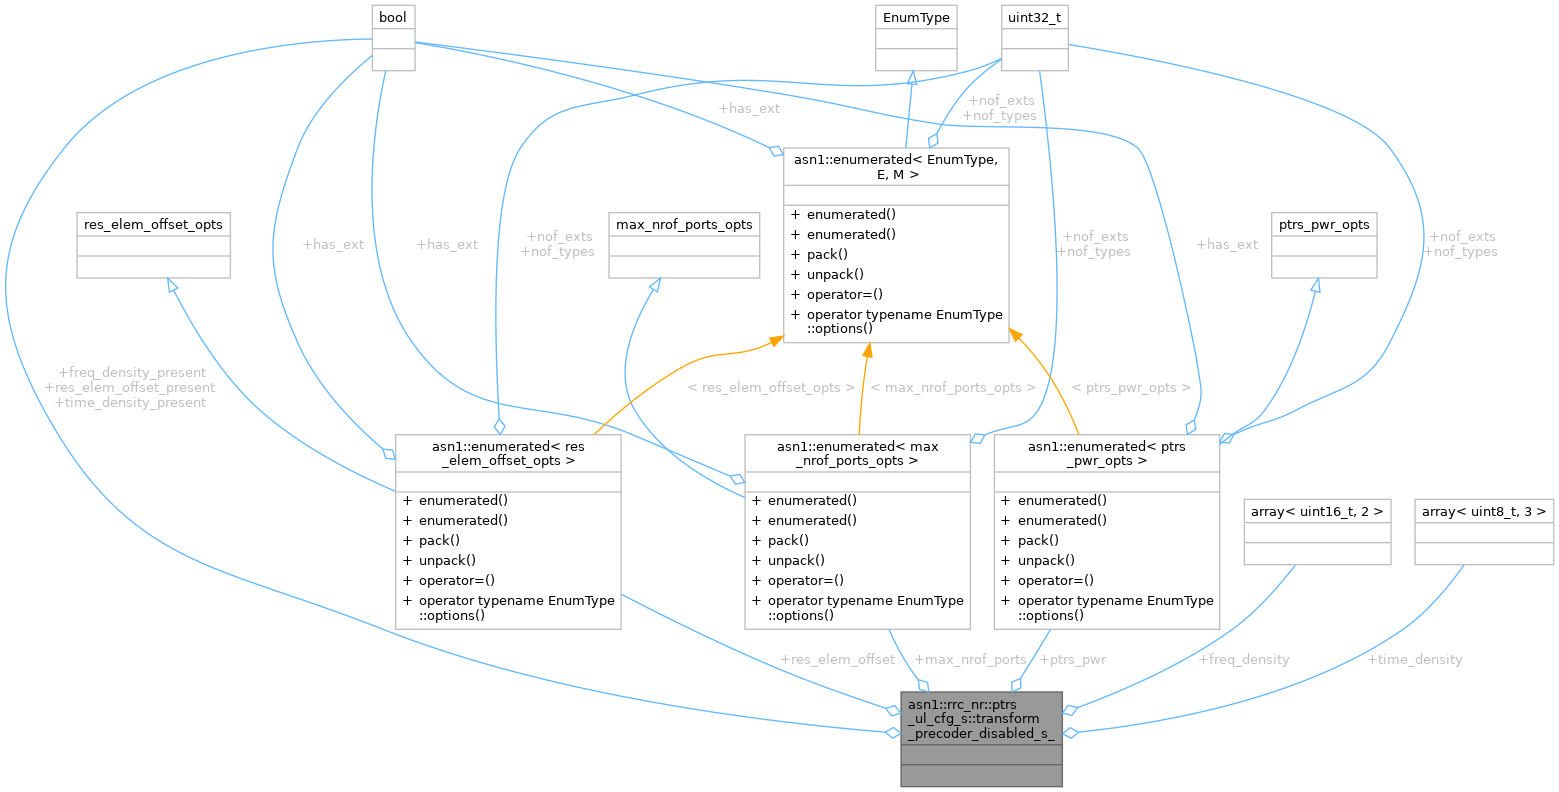 bool
EnumType
uint32_t
+has_ext
+nof_exts
+nof_types
asn1::enumerated< EnumType,
E, M >
+ enumerated()
+ enumerated()
+ pack()
+ unpack()
+ operator=()
+ operator typename EnumType
::options()
res_elem_offset_opts
max_nrof_ports_opts
ptrs_pwr_opts
+has_ext
+has_ext
+nof_exts
+nof_types
+nof_exts
+nof_types
+has_ext
+nof_exts
+nof_types
+freq_density_present
+res_elem_offset_present
+time_density_present
< res_elem_offset_opts >
< max_nrof_ports_opts >
< ptrs_pwr_opts >
asn1::enumerated< res
_elem_offset_opts >
+ enumerated()
+ enumerated()
+ pack()
+ unpack()
+ operator=()
+ operator typename EnumType
::options()
asn1::enumerated< max
_nrof_ports_opts >
+ enumerated()
+ enumerated()
+ pack()
+ unpack()
+ operator=()
+ operator typename EnumType
::options()
asn1::enumerated< ptrs
_pwr_opts >
+ enumerated()
+ enumerated()
+ pack()
+ unpack()
+ operator=()
+ operator typename EnumType
::options()
array< uint16_t, 2 >
array< uint8_t, 3 >
+res_elem_offset
+max_nrof_ports
+ptrs_pwr
+freq_density
+time_density
asn1::rrc_nr::ptrs
_ul_cfg_s::transform
_precoder_disabled_s_